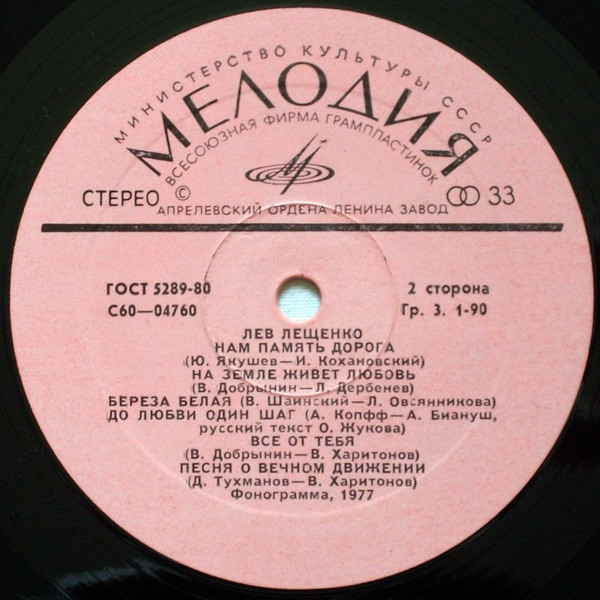 МИНИСТЕРСТВО КУЛЬТУРЫ СССР
МЕЛОДИЯ
ВСЕСОЮЗНАЯ ФИРМА ГРАМПЛАСТИНОК
СТЕРЕО © 33
АПРЕЛЕВСКИЙ ОРДЕНА ЛЕНИНА ЗАВОД
ГОСТ 5289-80 2 сторона
С60—04760 Гр. 3. 1-90
ЛЕВ ЛЕЩЕНКО
НАМ ПАМЯТЬ ДОРОГА
(Ю. Якушев—И. Кохановский)
НА ЗЕМЛЕ ЖИВЕТ ЛЮБОВЬ
(В. Добрынин—Л. Дербенев)
БЕРЕЗА БЕЛАЯ (В. Шаинский—Л. Овсянникова)
ДО ЛЮБВИ ОДИН ШАГ (А. Копфф—А. Биануш,
русский текст О. Жукова)
ВСЕ ОТ ТЕБЯ
(В. Добрынин—В. Харитонов)
ПЕСНЯ О ВЕЧНОМ ДВИЖЕНИИ
(Д. Тухманов—В. Харитонов)
Фонограмма, 1977